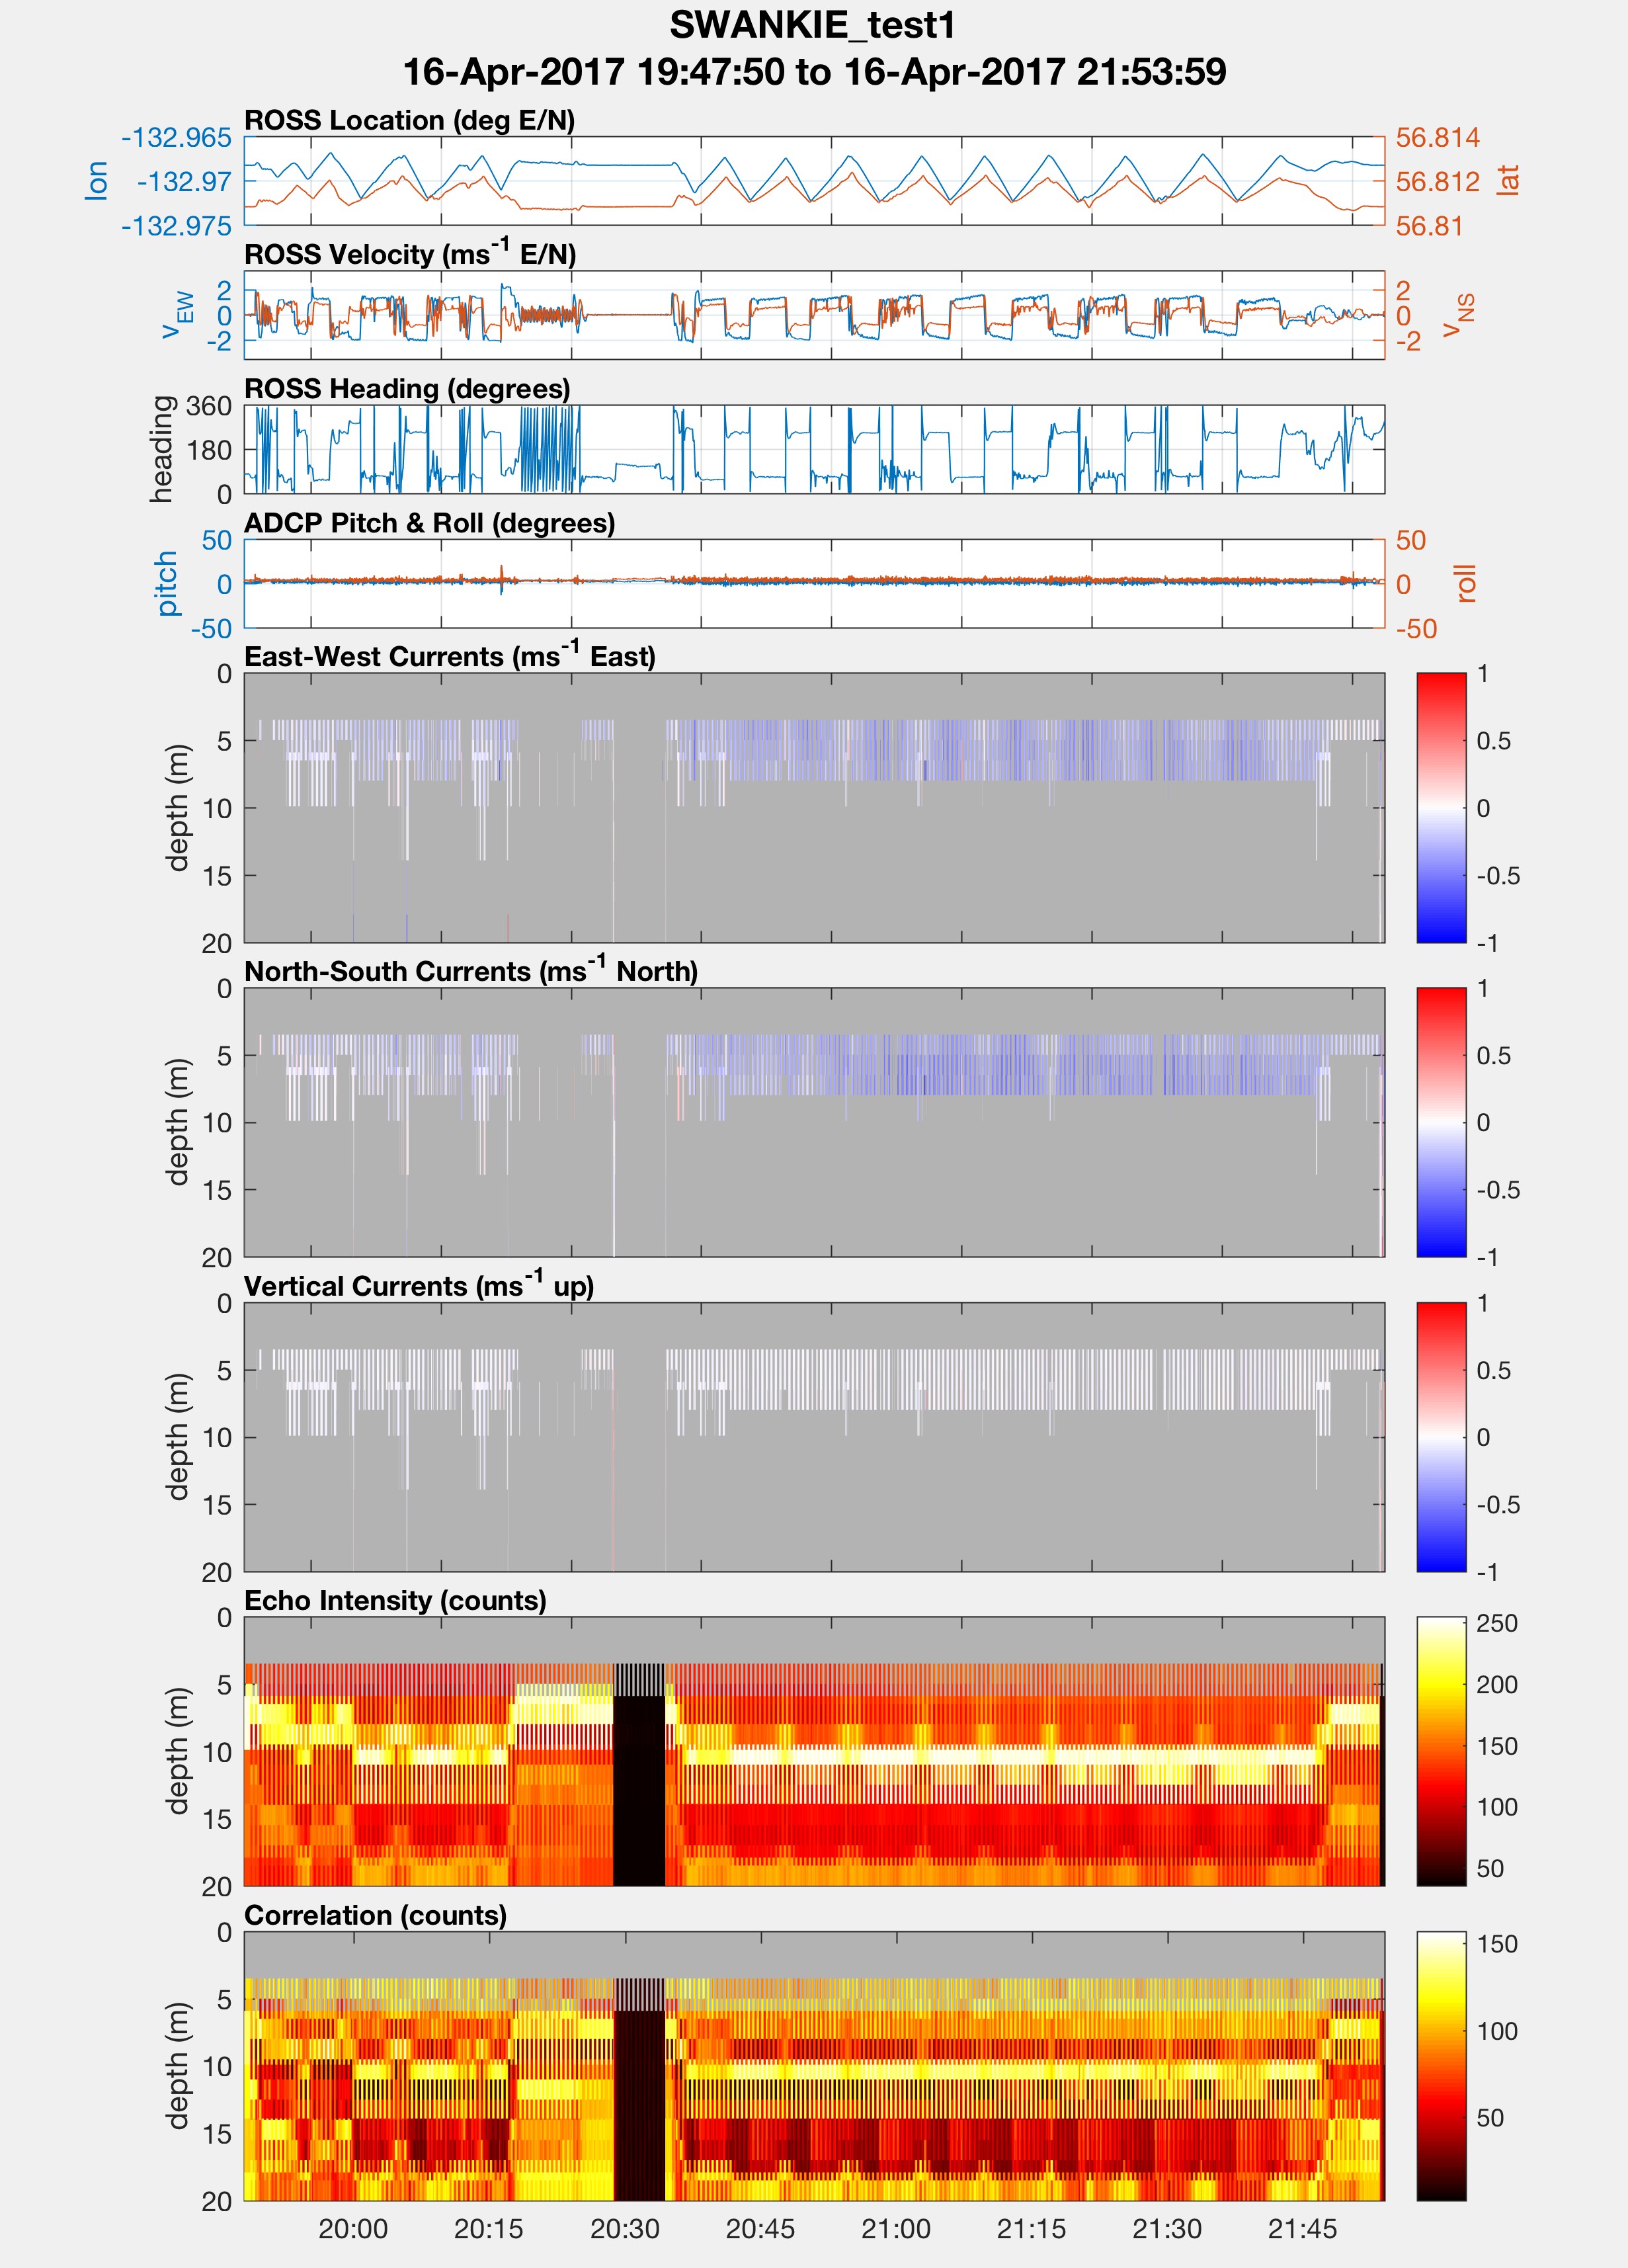 SWANKIE_test1
16-Apr-2017 19:47:50 to 16-Apr-2017 21:53:59
ROSS Location (deg E/N)
-132.965
-132.97
-132.975
lon
56.814
56.812
56.81
lat
ROSS Velocity (ms-1 E/N)
2
0
-2
vEW
2
0
-2
vNS
ROSS Heading (degrees)
360
180
0
heading
ADCP Pitch & Roll (degrees)
50
0
-50
pitch
50
0
-50
roll
East-West Currents (ms-1 East)
0
5
10
15
20
depth (m)
1
0.5
0
-0.5
-1
North-South Currents (ms-1 North)
0
5
10
15
20
depth (m)
1
0.5
0
-0.5
-1
Vertical Currents (ms-1 up)
0
5
10
15
20
depth (m)
1
0.5
0
-0.5
-1
Echo Intensity (counts)
0
5
10
15
20
depth (m)
250
200
150
100
50
Correlation (counts)
0
5
10
15
20
depth (m)
150
100
50
20:00 20:15 20:30 20:45 21:00 21:15 21:30 21:45